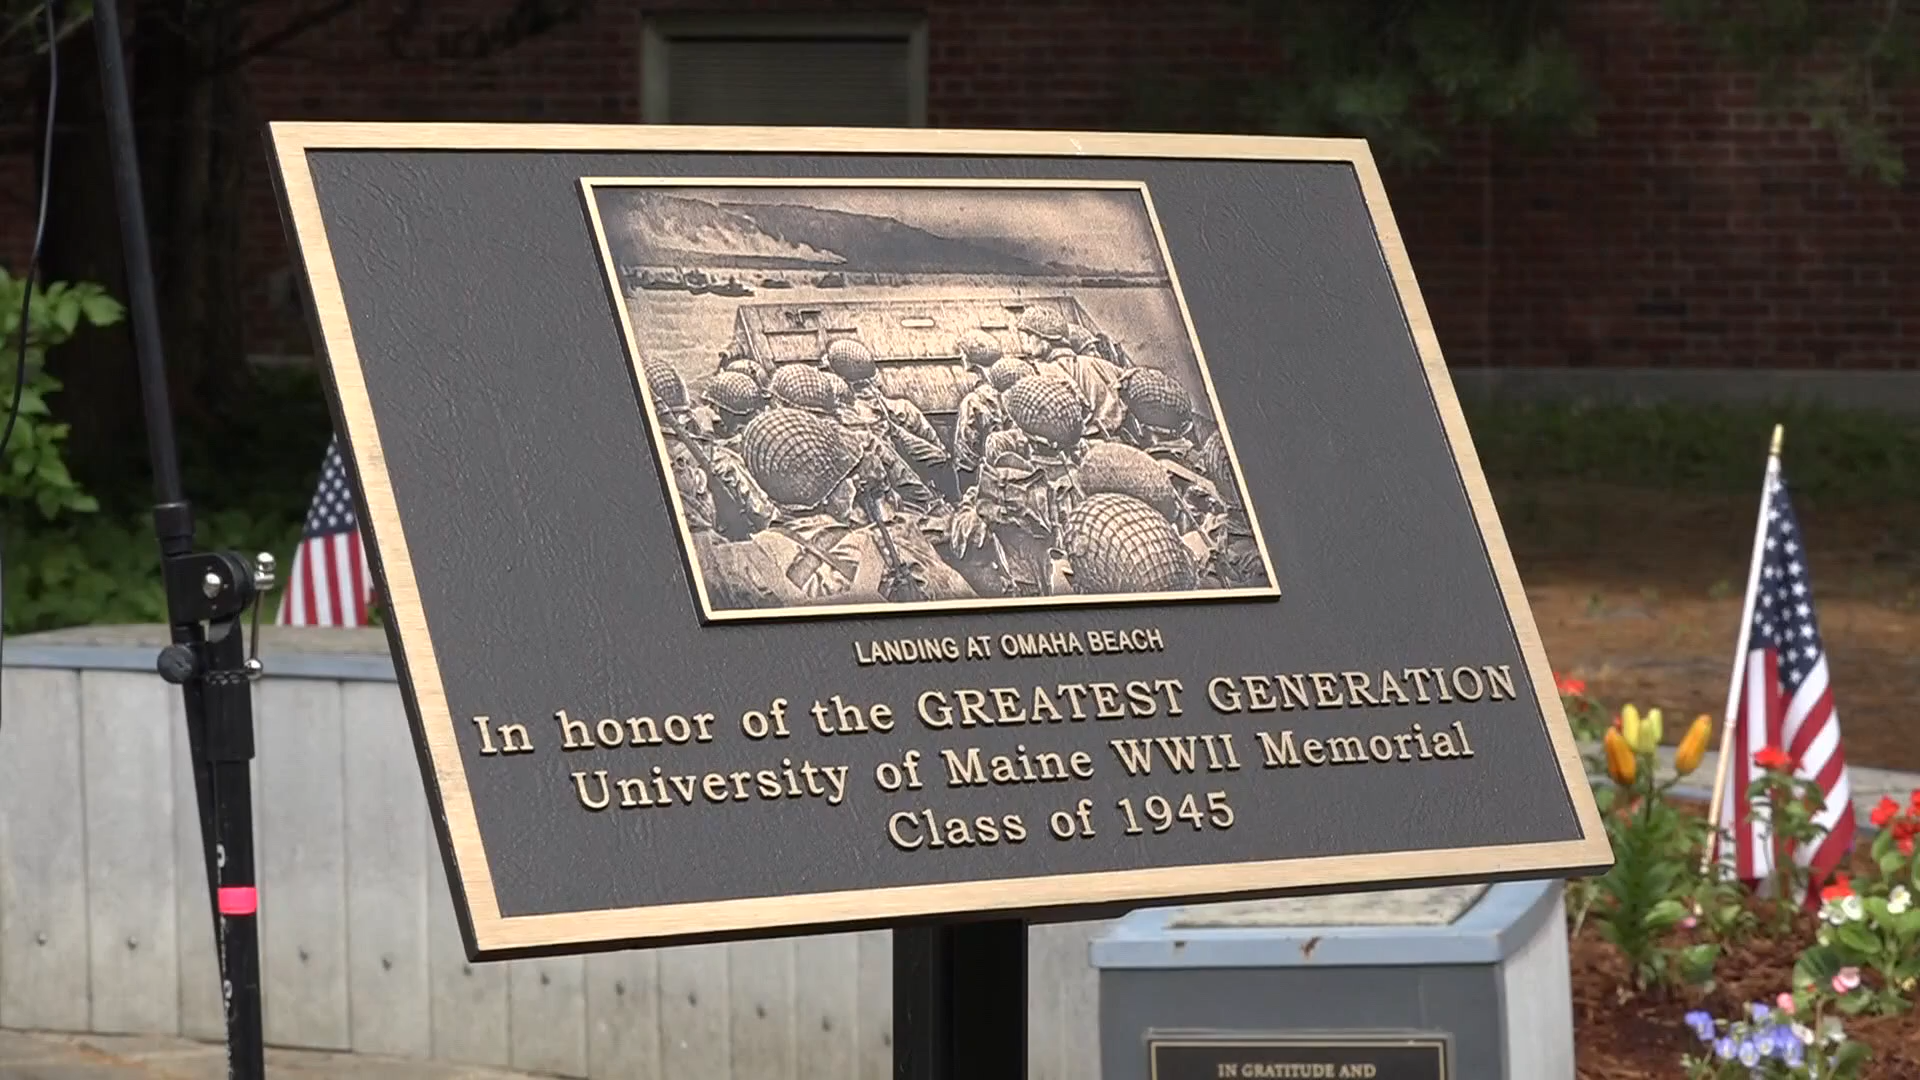 LANDING AT OMAHA BEACH
In honor of the GREATEST GENERATION
University of Maine WWII Memorial
Class of 1945
IN GRATITUDE AND